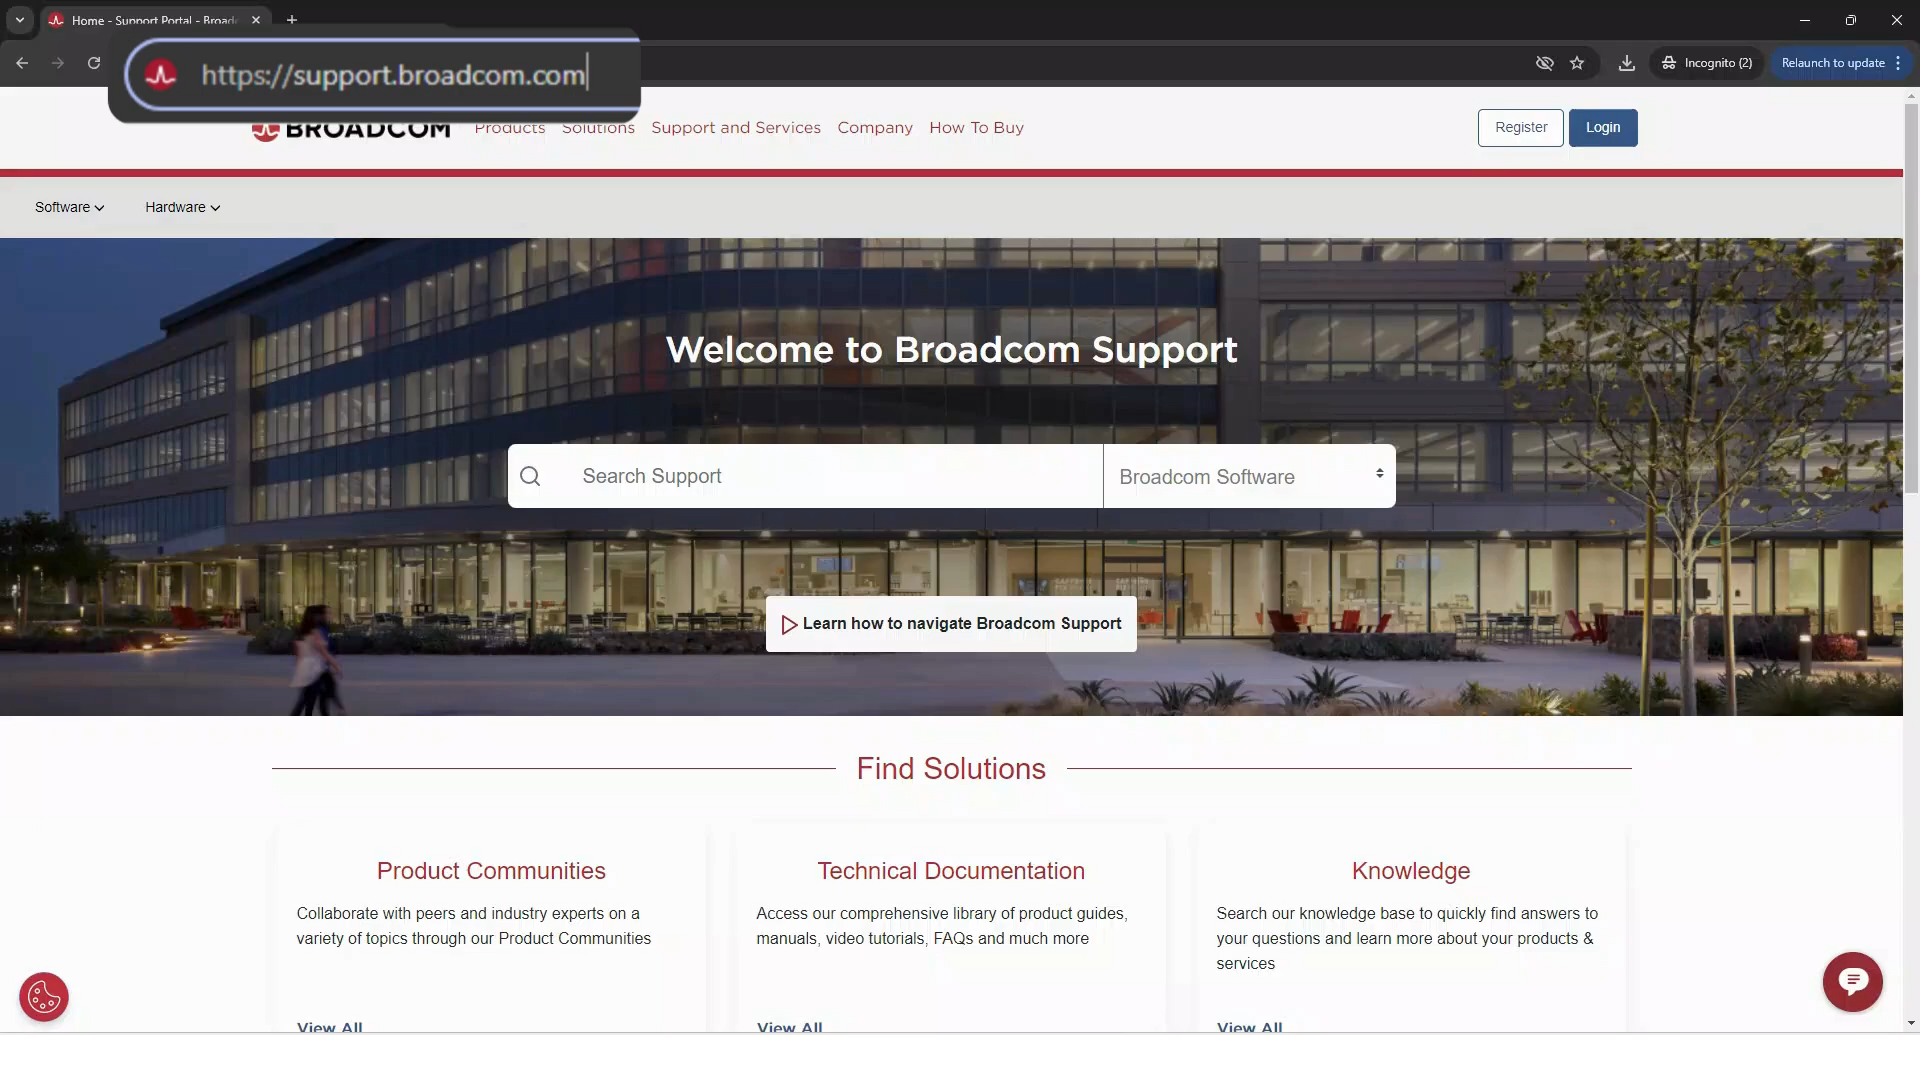 Home - Support Portal - Broadc
https://support.broadcom.com
Incognito (2)
Relaunch to update
BROADCOM
Products
Solutions
Support and Services
Company
How To Buy
Register
Login
Software
Hardware
Welcome to Broadcom Support
Search Support
Broadcom Software
Learn how to navigate Broadcom Support
Find Solutions
Product Communities
Collaborate with peers and industry experts on a
variety of topics through our Product Communities
View All
Technical Documentation
Access our comprehensive library of product guides,
manuals, video tutorials, FAQs and much more
View All
Knowledge
Search our knowledge base to quickly find answers to
your questions and learn more about your products &
services
View All